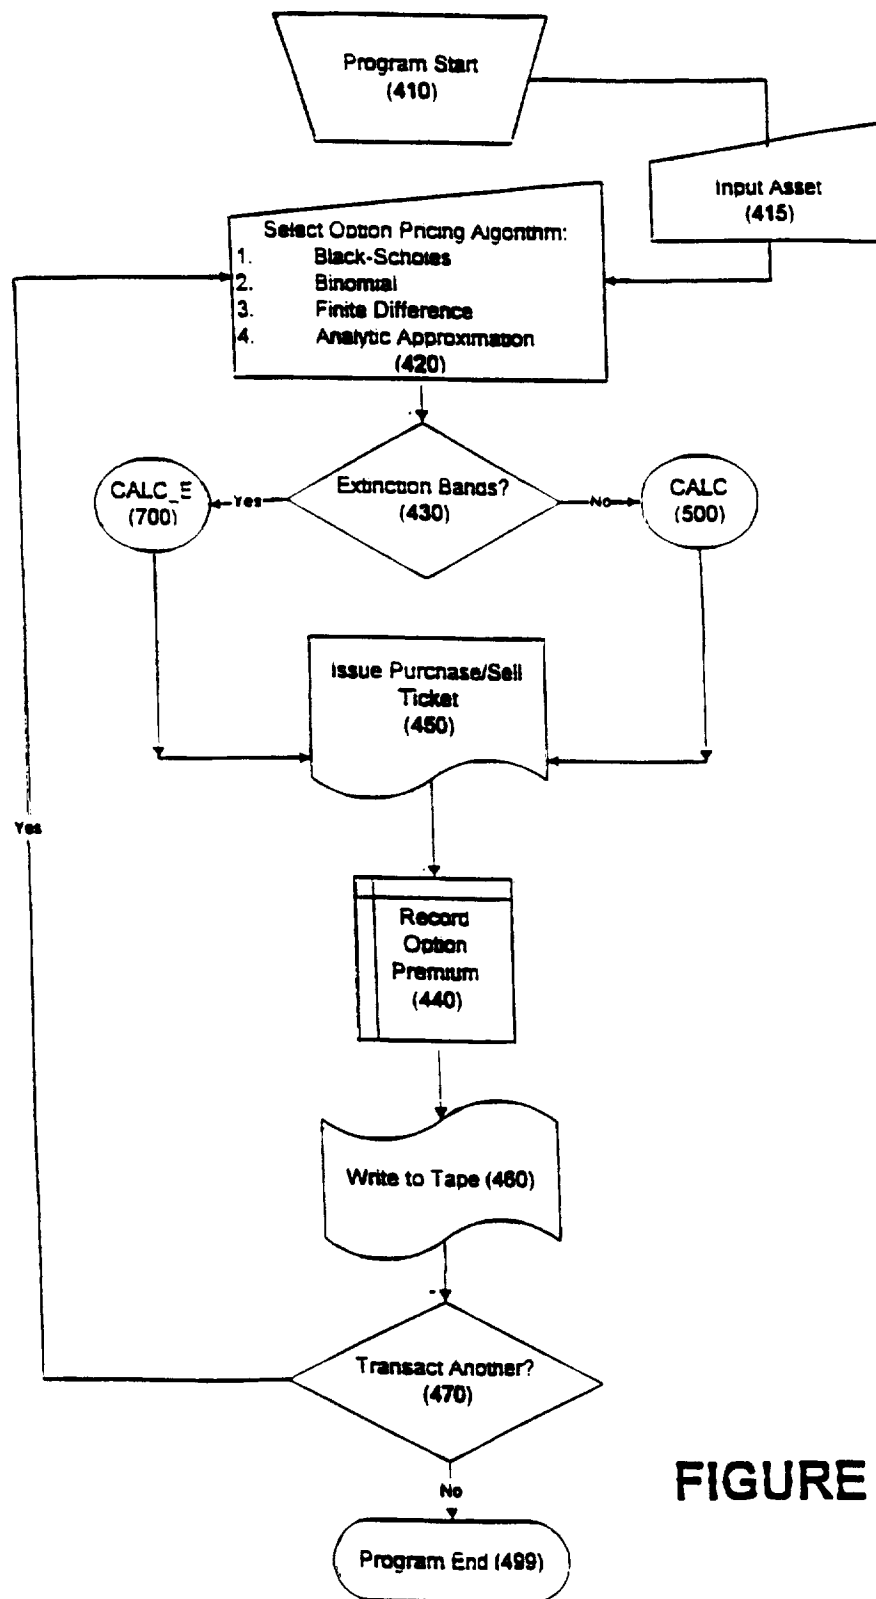 Program Start
(410)
Input Asset
(415)
Select Option Pricing Algorithm:
1. Black-Scholes
2. Binomial
3. Finite Difference
4. Analytic Approximation
(420)
Extinction Bands?
(430)
Yes
No
CALC_E
(700)
CALC
(500)
Issue Purchase/Sell
Ticket
(450)
Record
Option
Premium
(440)
Write to Tape (460)
Transact Another?
(470)
Yes
No
Program End (499)
FIGURE